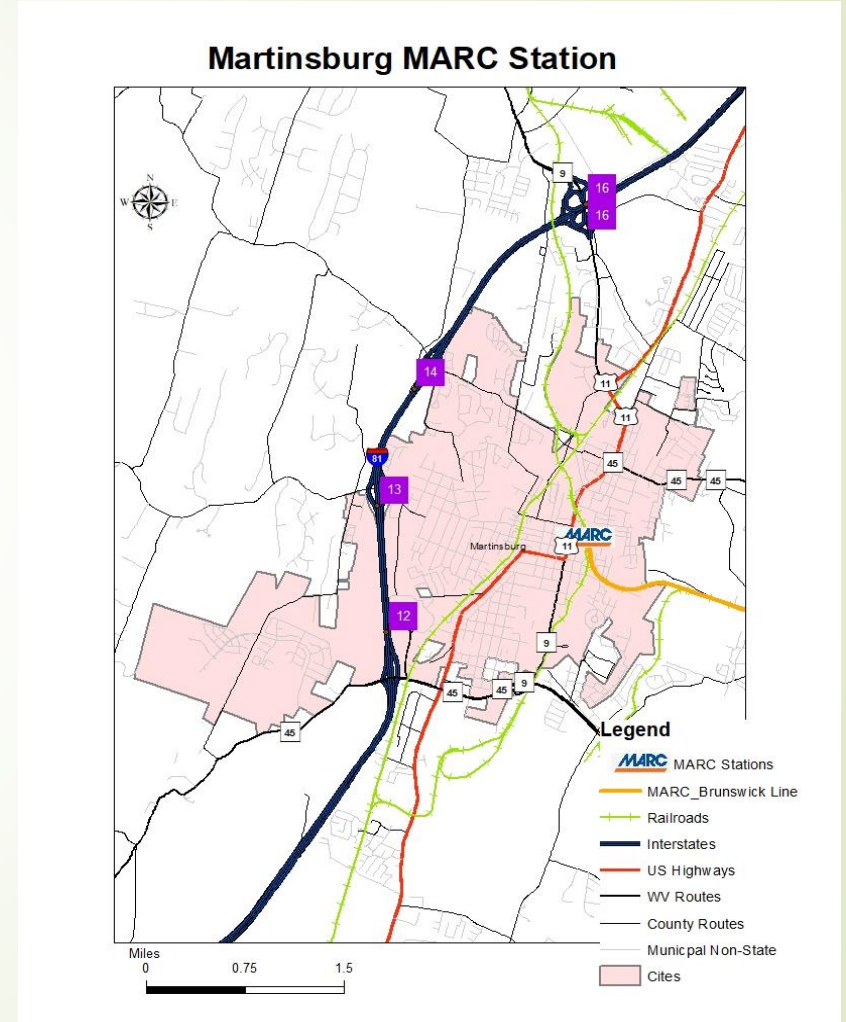 Martinsburg MARC Station
N
W E
S
9
16
16
14
11
11
81
45
45 45
13
MARC
11
Martinsburg
12
9
9
45
45
45
Legend
MARC MARC Stations
MARC_Brunswick Line
Railroads
Interstates
US Highways
WV Routes
County Routes
Municpal Non-State
Cites
Miles
0 0.75 1.5